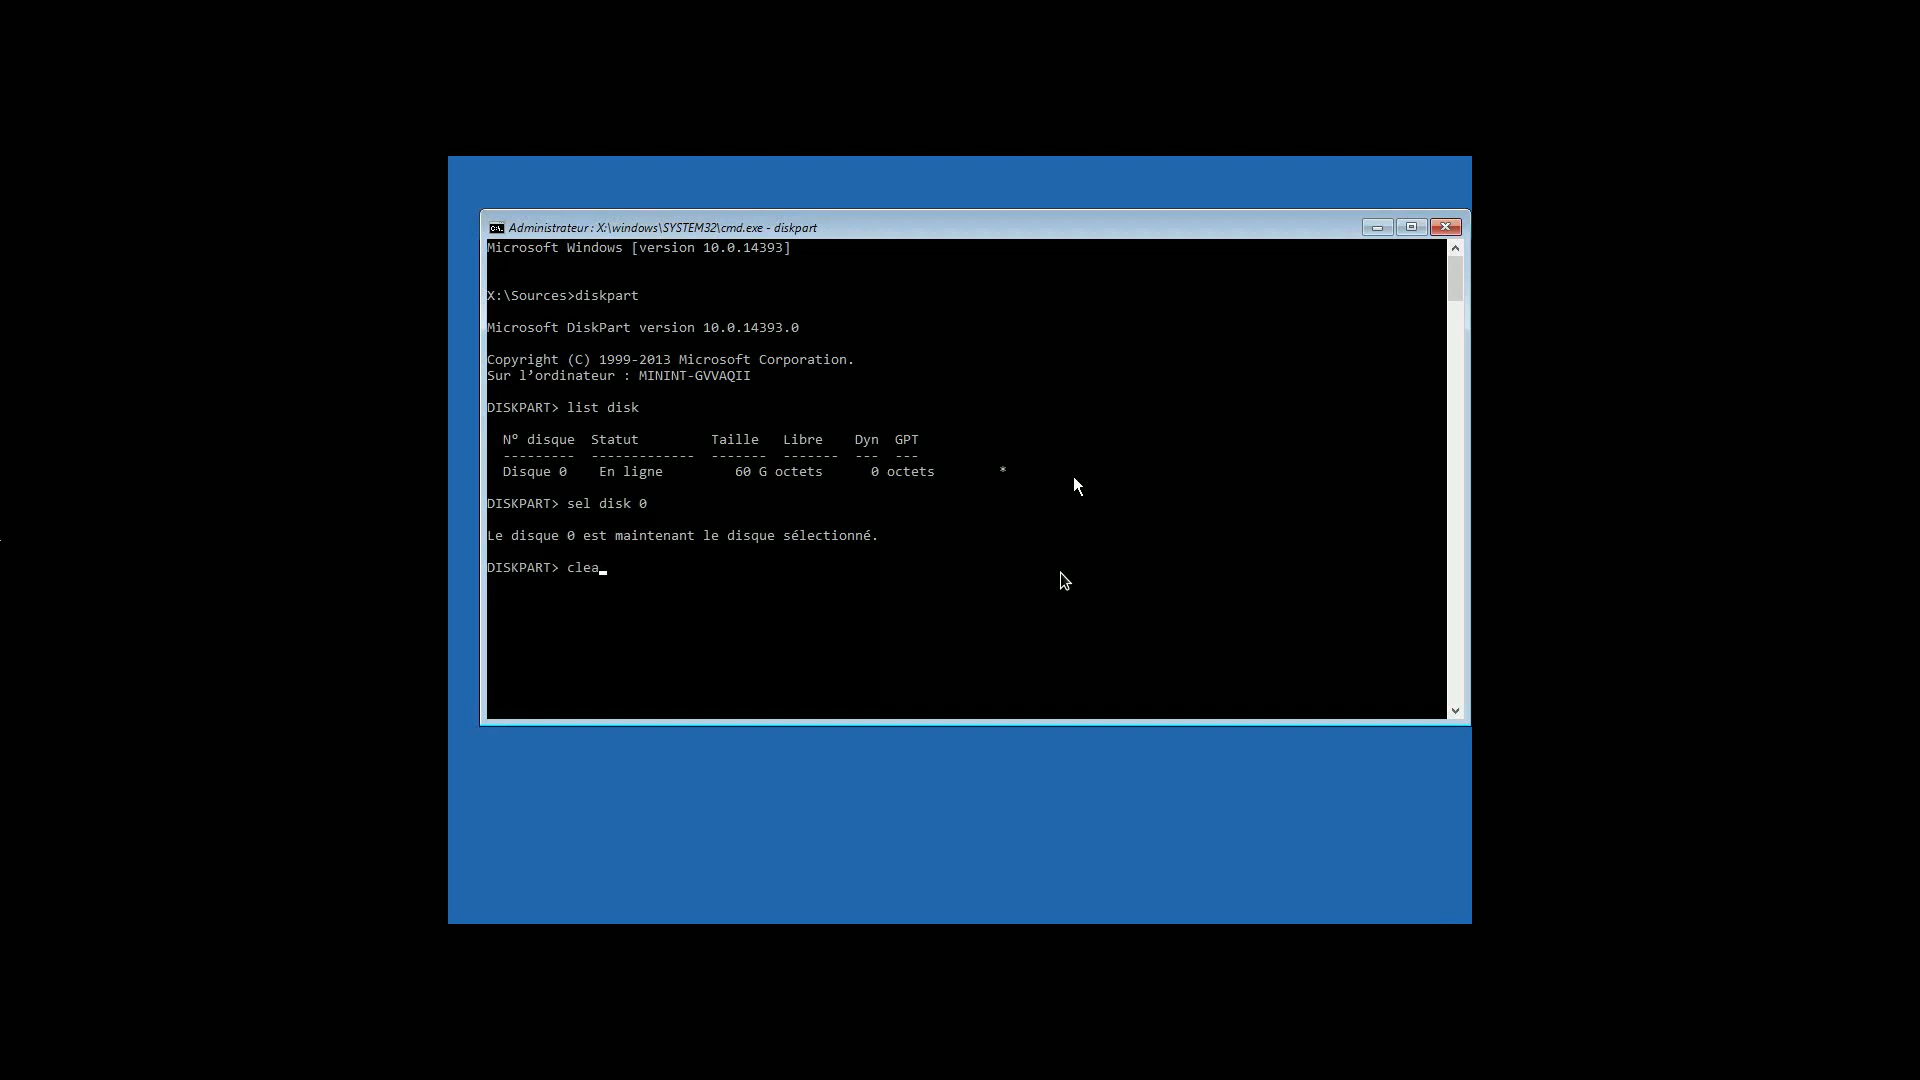 Administrateur : X:\windows\SYSTEM32\cmd.exe - diskpart
Microsoft Windows [version 10.0.14393]
X:\Sources>diskpart
Microsoft DiskPart version 10.0.14393.0
Copyright (C) 1999-2013 Microsoft Corporation.
Sur l’ordinateur : MININT-GVVAQII
DISKPART> list disk
N° disque  Statut         Taille   Libre    Dyn  GPT
---------  -------------  -------  -------  ---  ---
Disque 0    En ligne         60 G octets      0 octets        *
DISKPART> sel disk 0
Le disque 0 est maintenant le disque sélectionné.
DISKPART> clea